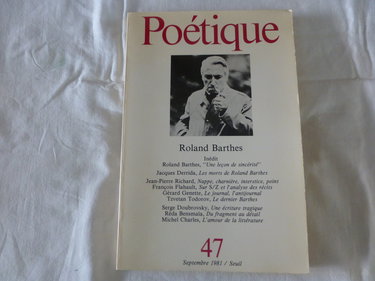 Poétique
Roland Barthes
Inédit
Roland Barthes, "Une leçon de sincérité"
Jacques Derrida, Les morts de Roland Barthes
Jean-Pierre Richard, Nappe, charnière, interstice, point
François Flahault, Sur S/Z et l'analyse des récits
Gérard Genette, Le journal, l'antijournal
Tzvetan Todorov, Le dernier Barthes
Serge Doubrovsky, Une écriture tragique
Réda Bensmaïa, Du fragment au détail
Michel Charles, L'amour de la littérature
47
Septembre 1981 / Seuil